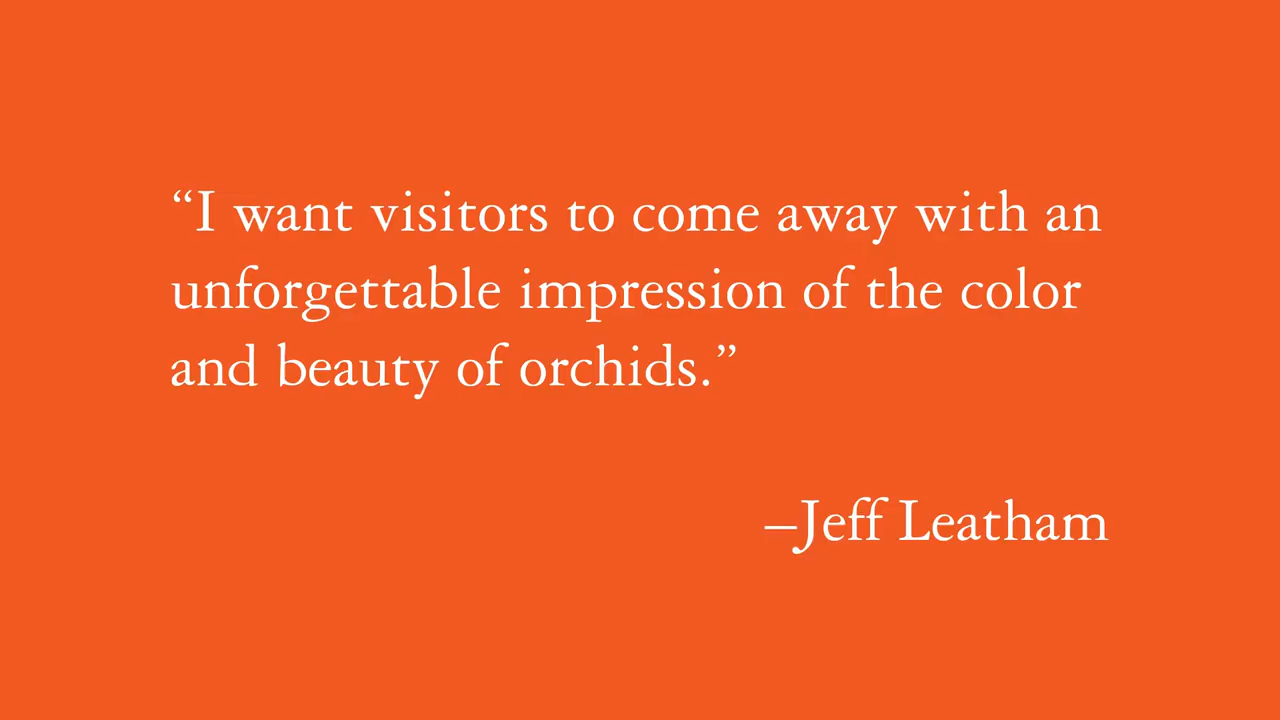 “I want visitors to come away with an
unforgettable impression of the color
and beauty of orchids.”
–Jeff Leatham